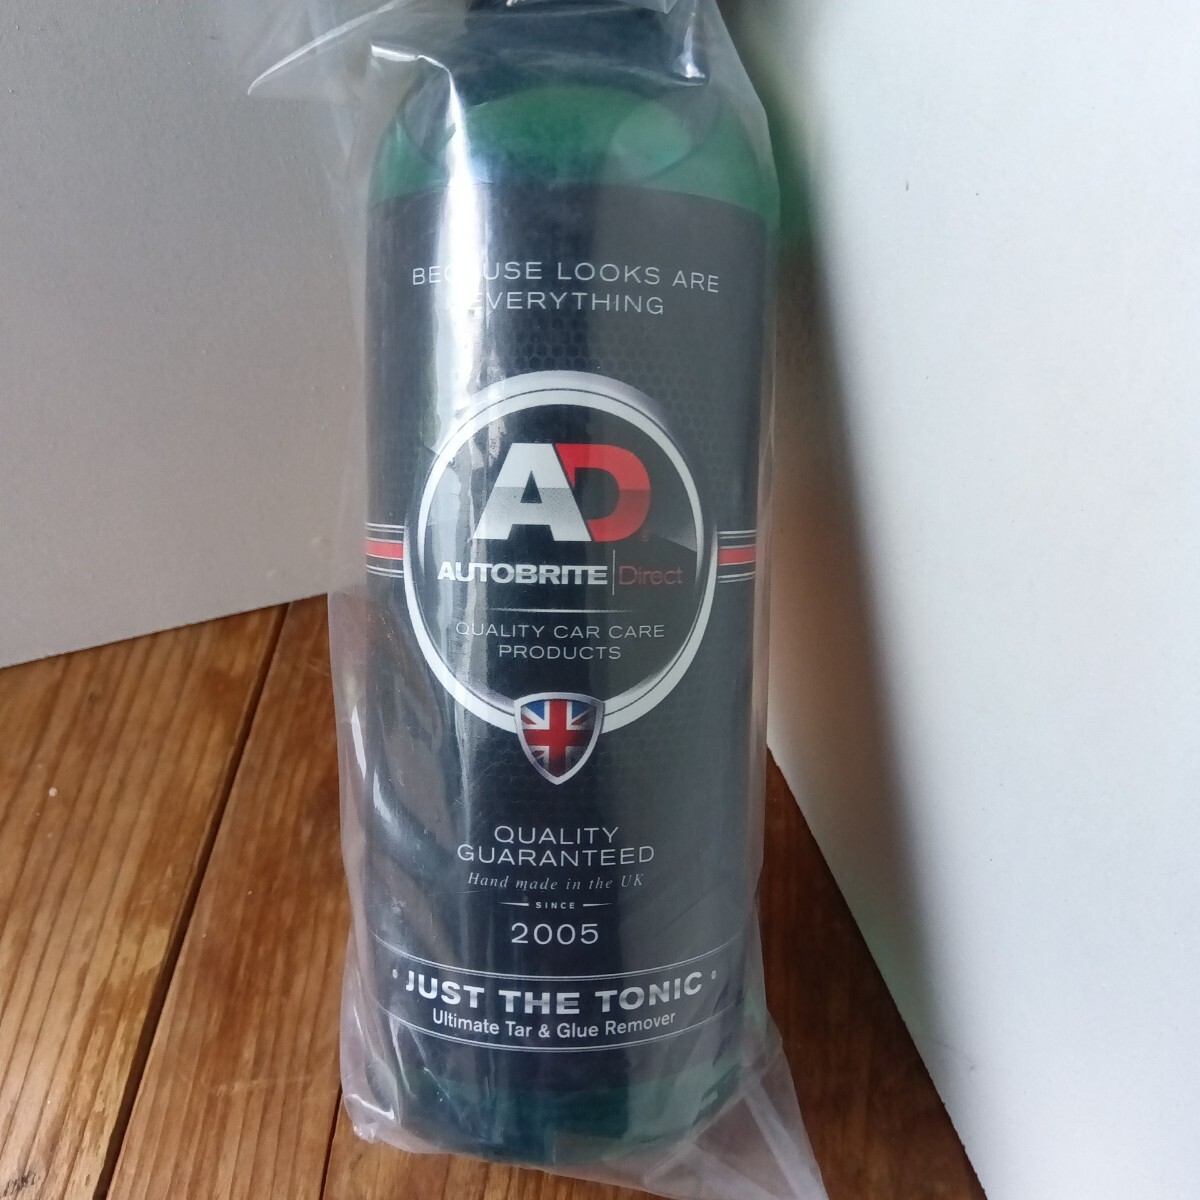 BECAUSE LOOKS ARE
EVERYTHING
AD
AUTOBRITE Direct
QUALITY CAR CARE
PRODUCTS
QUALITY
GUARANTEED
Hand made in the UK
SINCE
2005
JUST THE TONIC
Ultimate Tar & Glue Remover